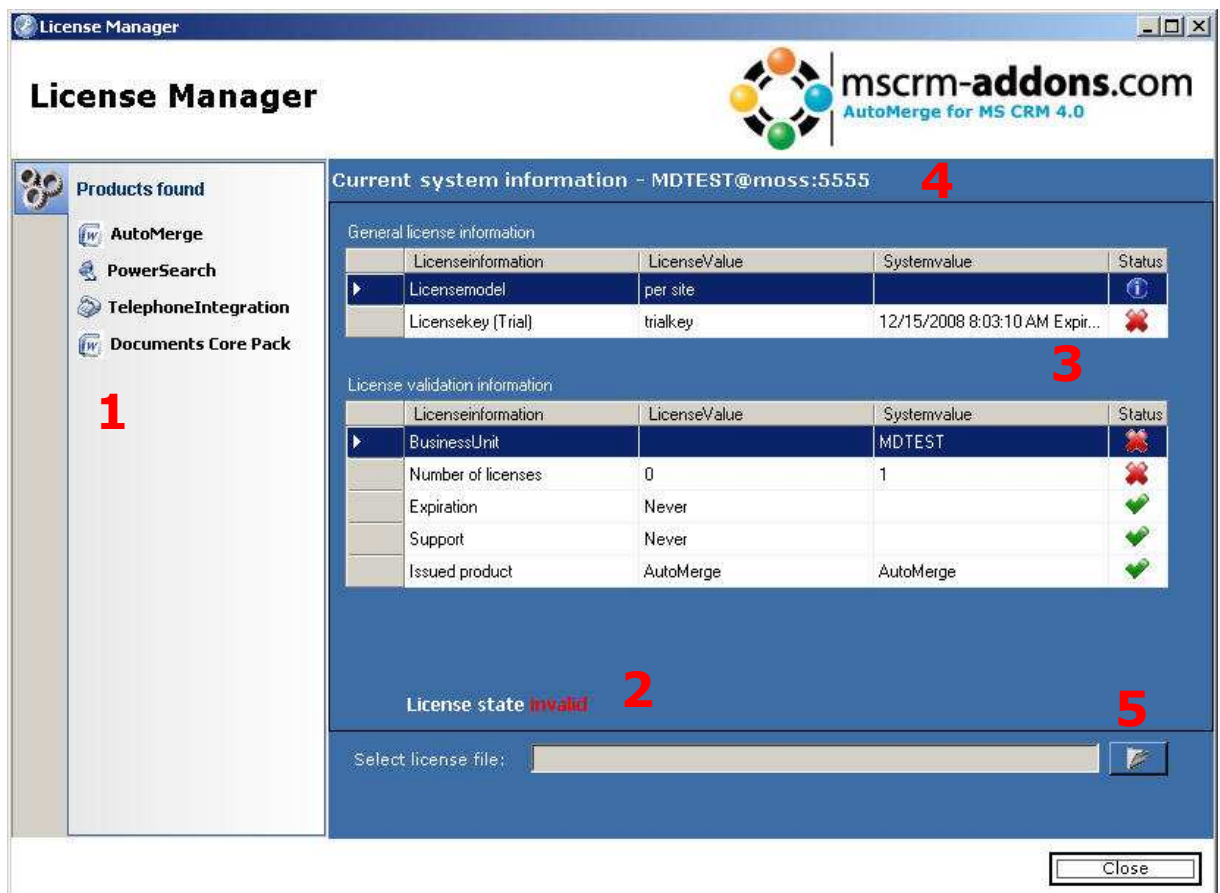 License Manager
License Manager
mscrm-addons.com
AutoMerge for MS CRM 4.0
Products found
AutoMerge
PowerSearch
TelephoneIntegration
Documents Core Pack
1
Current system information - MDTEST@moss:5555
4
General license information
Licenseinformation LicenseValue Systemvalue Status
Licensemodel per site
Licensekey (Trial) trialkey 12/15/2008 8:03:10 AM Expir...
3
License validation information
Licenseinformation LicenseValue Systemvalue Status
BusinessUnit MDTEST
Number of licenses 0 1
Expiration Never
Support Never
Issued product AutoMerge AutoMerge
License state invalid 2
5
Select license file:
Close